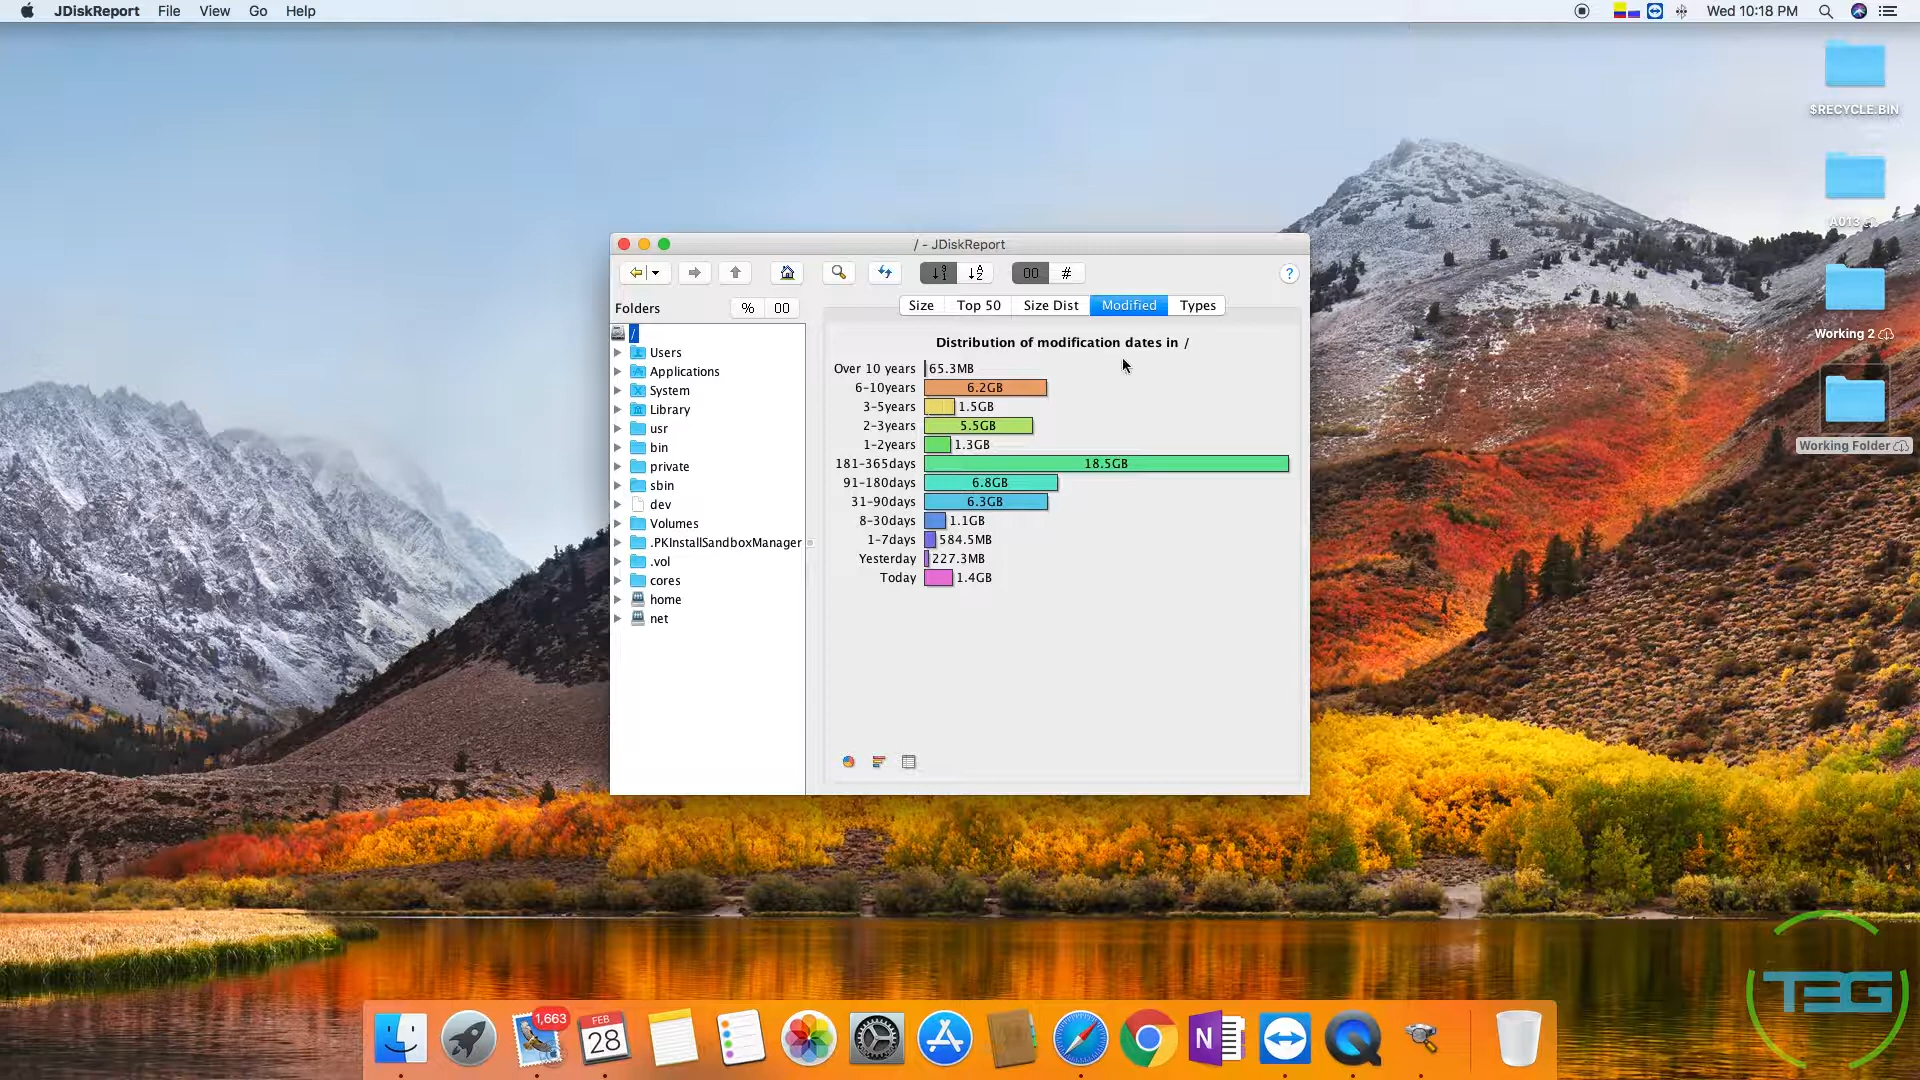 JDiskReport File View Go Help
Wed 10:18 PM
$RECYCLE.BIN
A013
Working 2
Working Folder
/ - JDiskReport
00 #
?
Folders % 00
Size Top 50 Size Dist Modified Types
/
Users
Applications
System
Library
usr
bin
private
sbin
dev
Volumes
.PKInstallSandboxManager
.vol
cores
home
net
Distribution of modification dates in /
Over 10 years 65.3MB
6-10years 6.2GB
3-5years 1.5GB
2-3years 5.5GB
1-2years 1.3GB
181-365days 18.5GB
91-180days 6.8GB
31-90days 6.3GB
8-30days 1.1GB
1-7days 584.5MB
Yesterday 227.3MB
Today 1.4GB
1,663
FEB
28
N
TEG